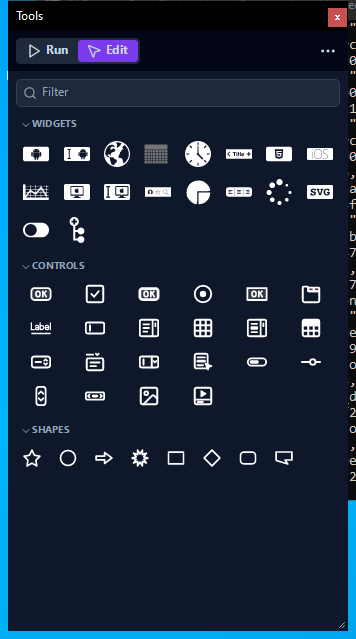 Tools
x
Run
Edit
Filter
WIDGETS
Title +
iOS
SVG
CONTROLS
OK
OK
OK
Label
SHAPES